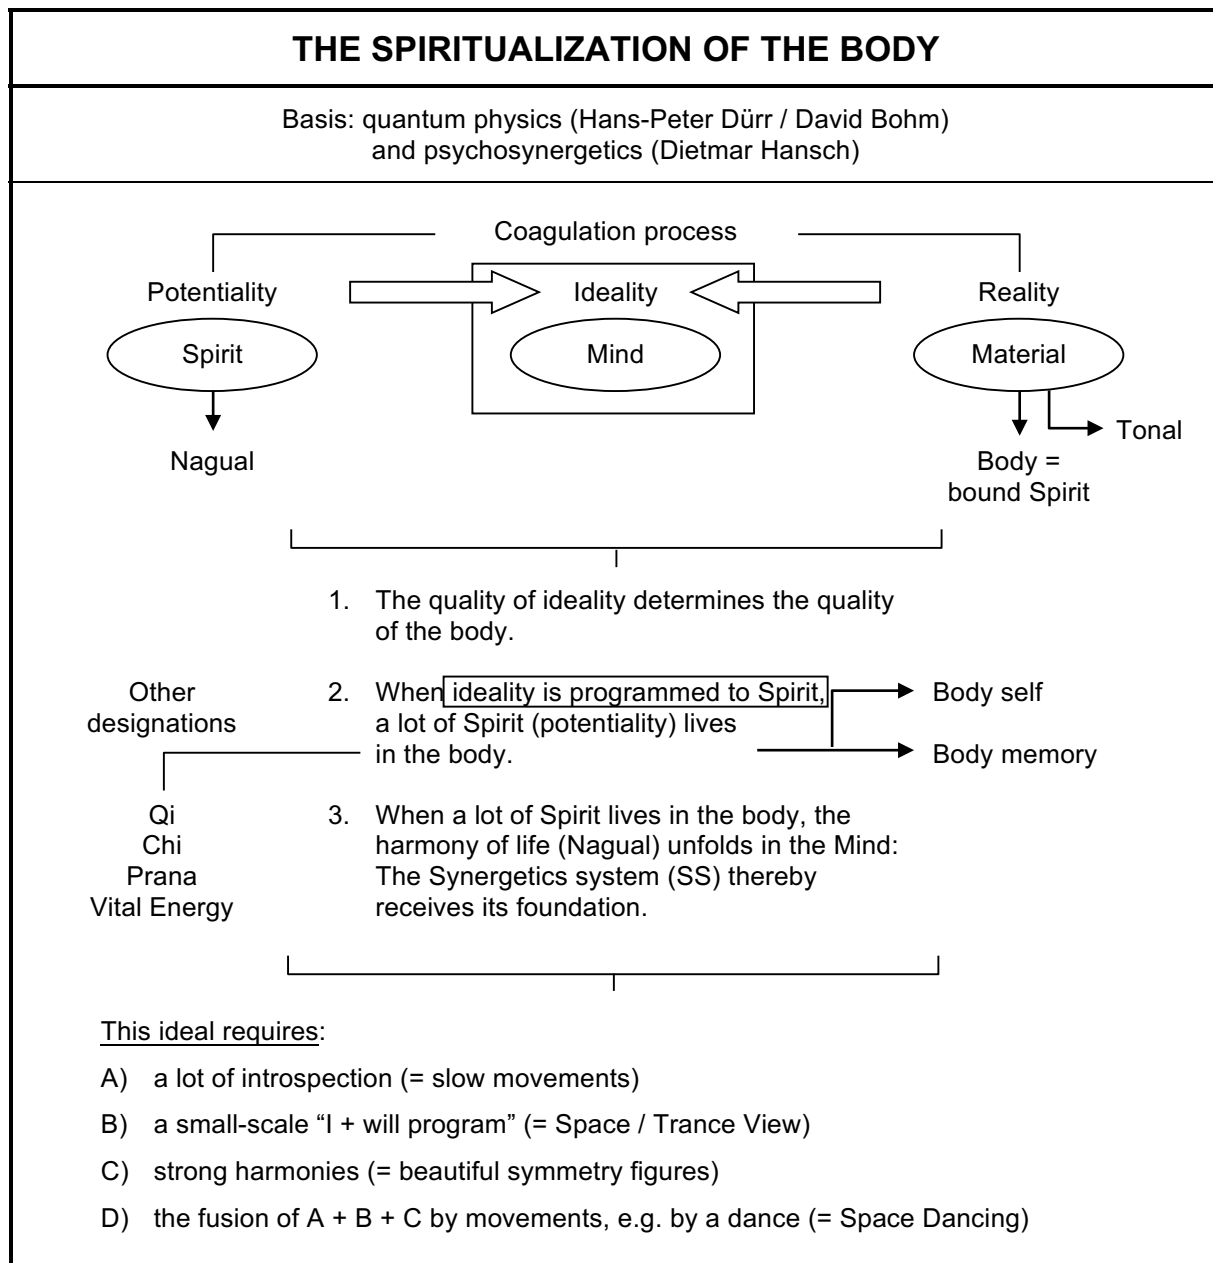 THE SPIRITUALIZATION OF THE BODY
Basis: quantum physics (Hans-Peter Dürr / David Bohm)
and psychosynergetics (Dietmar Hansch)
Coagulation process
Potentiality
Ideality
Reality
Spirit
Mind
Material
Nagual
Tonal
Body =
bound Spirit
1. The quality of ideality determines the quality
of the body.
Other
designations
2. When ideality is programmed to Spirit,
a lot of Spirit (potentiality) lives
in the body.
Body self
Body memory
Qi
Chi
Prana
Vital Energy
3. When a lot of Spirit lives in the body, the
harmony of life (Nagual) unfolds in the Mind:
The Synergetics system (SS) thereby
receives its foundation.
This ideal requires:
A) a lot of introspection (= slow movements)
B) a small-scale “I + will program” (= Space / Trance View)
C) strong harmonies (= beautiful symmetry figures)
D) the fusion of A + B + C by movements, e.g. by a dance (= Space Dancing)